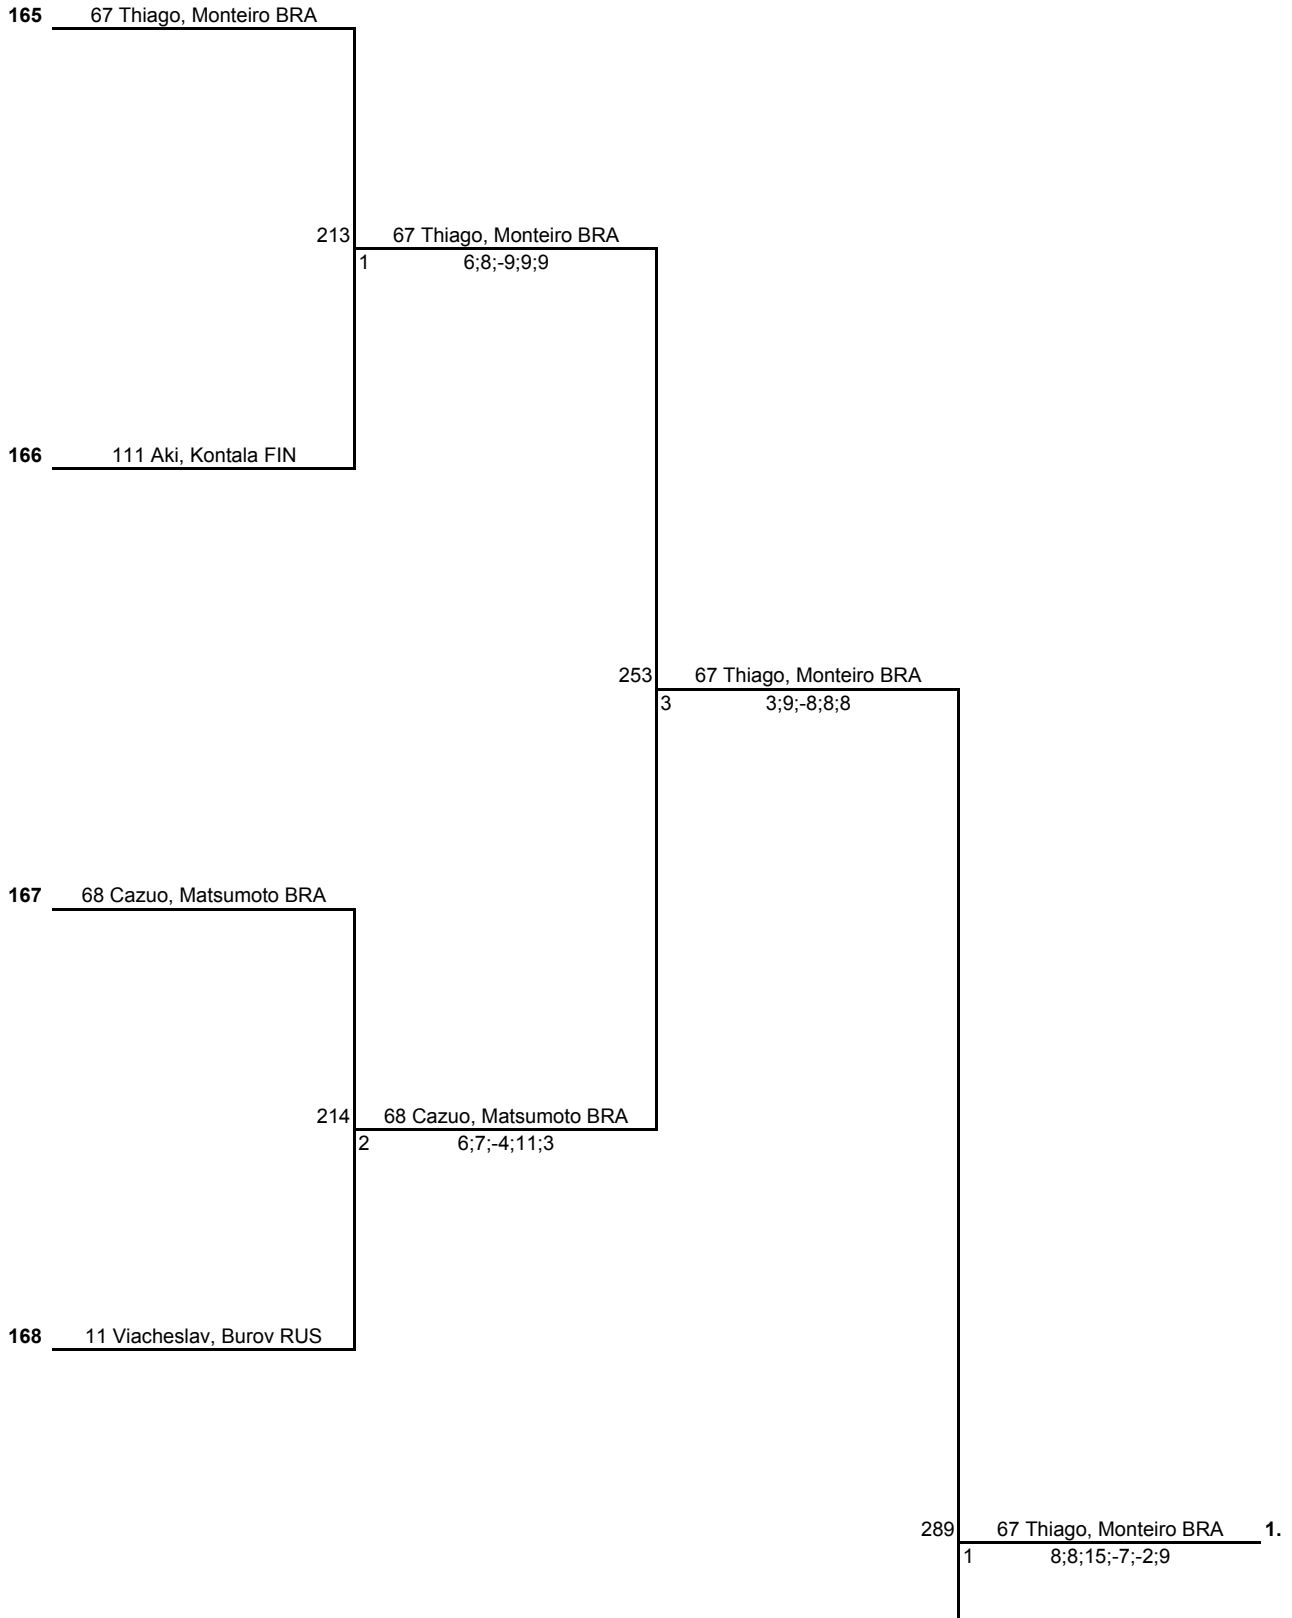 165 67 Thiago, Monteiro BRA
213 67 Thiago, Monteiro BRA
1 6;8;-9;9;9
166 111 Aki, Kontala FIN
253 67 Thiago, Monteiro BRA
3 3;9;-8;8;8
167 68 Cazuo, Matsumoto BRA
214 68 Cazuo, Matsumoto BRA
2 6;7;-4;11;3
168 11 Viacheslav, Burov RUS
289 67 Thiago, Monteiro BRA 1.
1 8;8;15;-7;-2;9